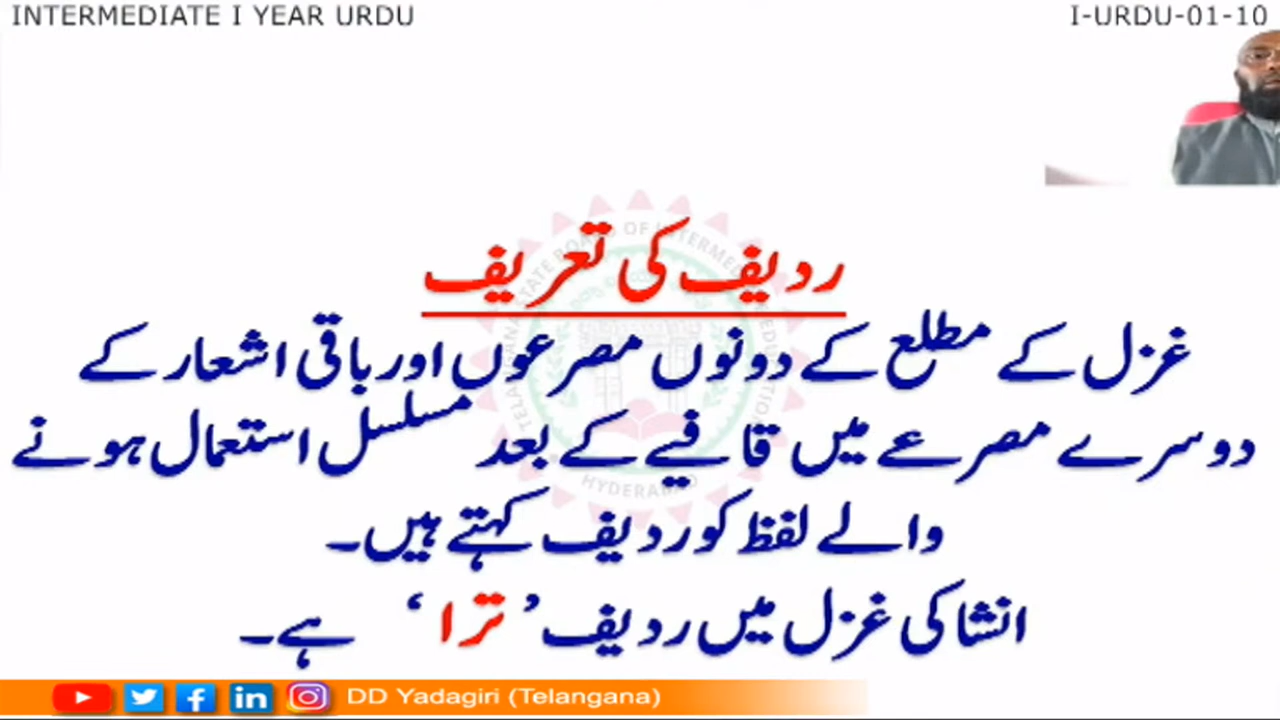 INTERMEDIATE I YEAR URDU
I-URDU-01-10
ردیف کی تعریف
غزل کے مطلع کے دونوں مصرعوں اور باقی اشعار کے
دوسرے مصرعے میں قافیے کے بعد مسلسل استعمال ہونے
والے لفظ کو ردیف کہتے ہیں۔
انشا کی غزل میں ردیف ’ترا‘ ہے۔
HYDERABAD
DD Yadagiri (Telangana)